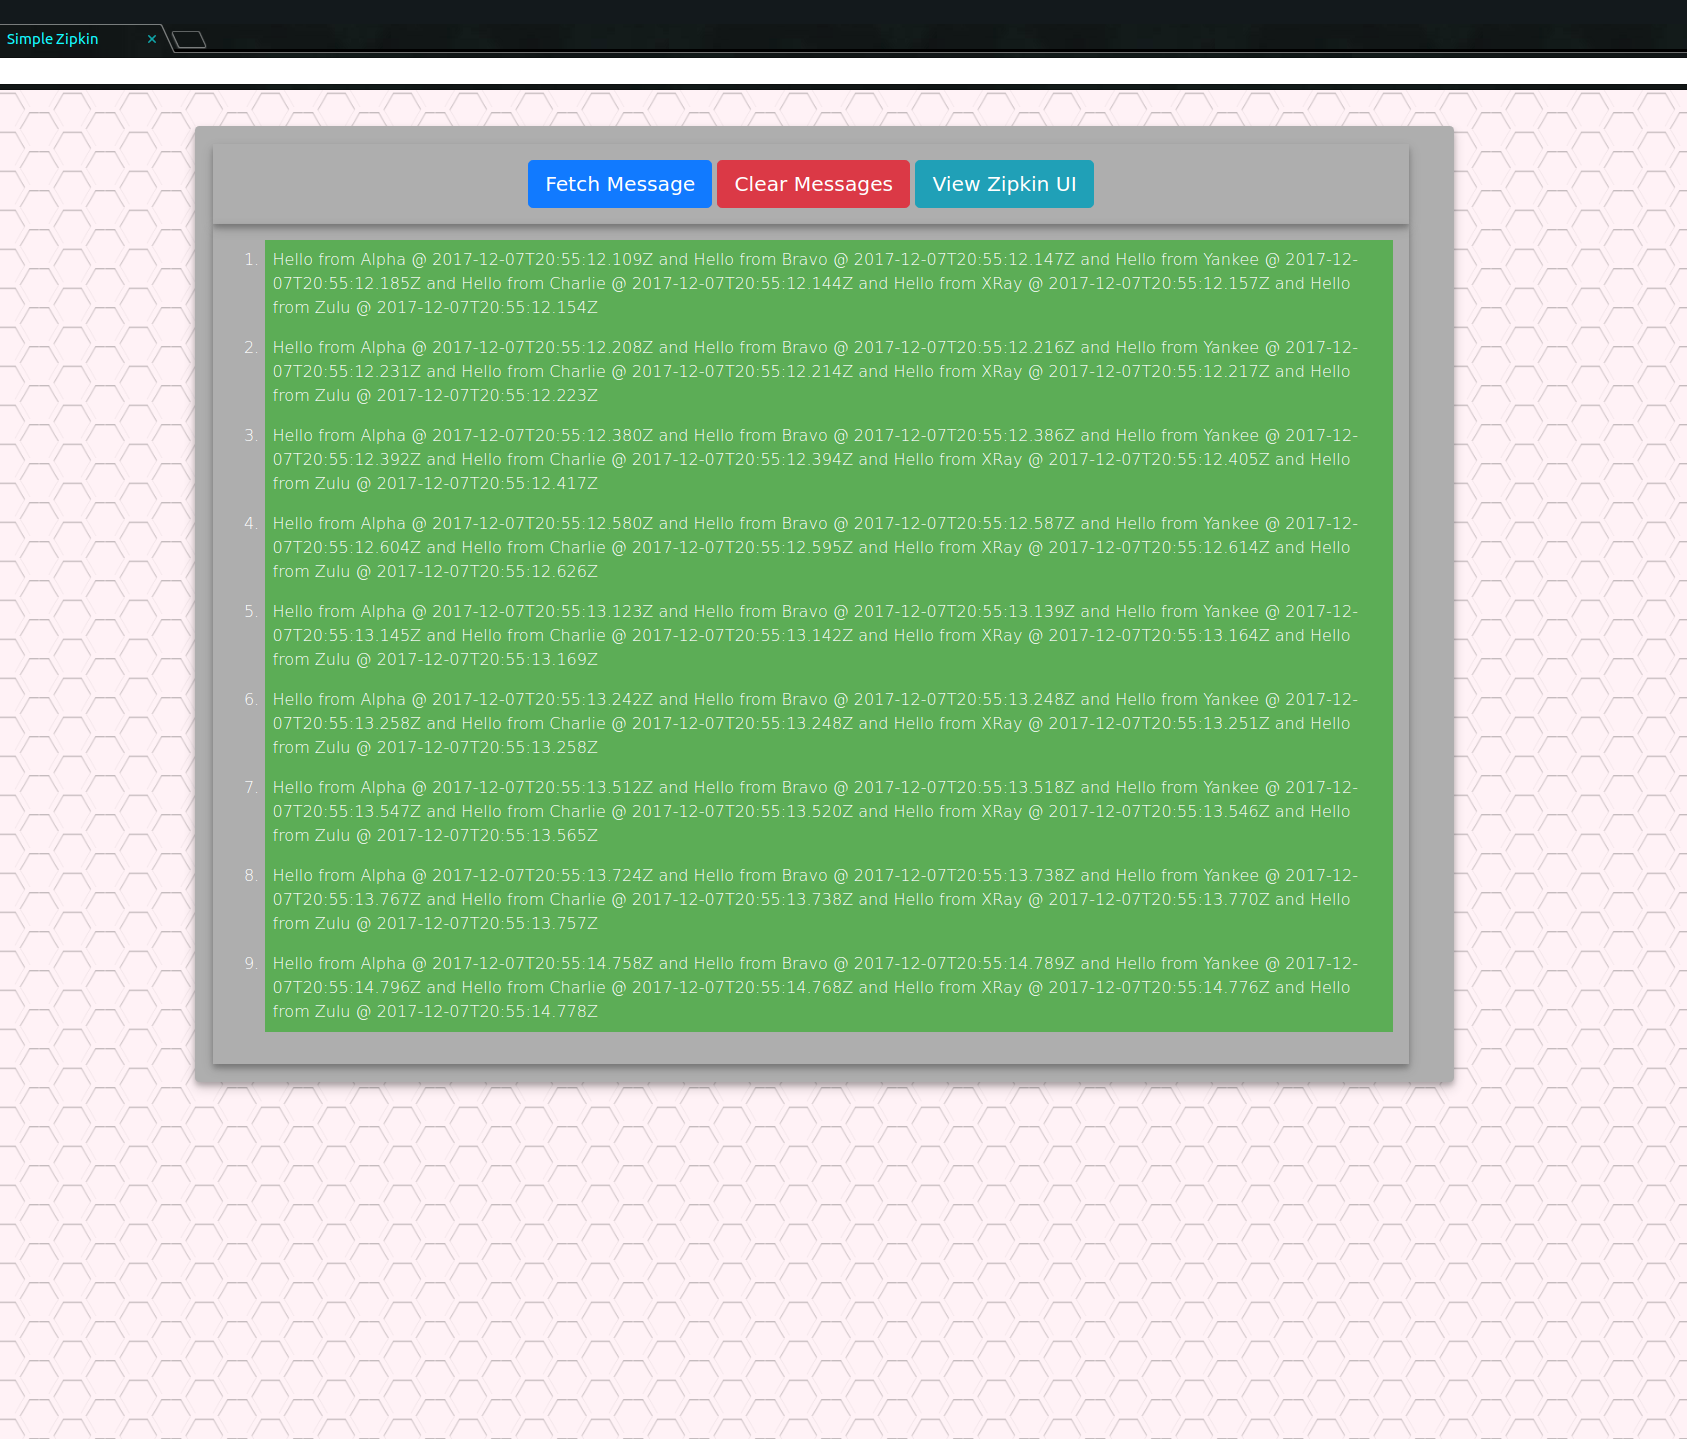 Simple Zipkin
Fetch Message Clear Messages View Zipkin UI
1. Hello from Alpha @ 2017-12-07T20:55:12.109Z and Hello from Bravo @ 2017-12-07T20:55:12.147Z and Hello from Yankee @ 2017-12-
07T20:55:12.185Z and Hello from Charlie @ 2017-12-07T20:55:12.144Z and Hello from XRay @ 2017-12-07T20:55:12.157Z and Hello
from Zulu @ 2017-12-07T20:55:12.154Z
2. Hello from Alpha @ 2017-12-07T20:55:12.208Z and Hello from Bravo @ 2017-12-07T20:55:12.216Z and Hello from Yankee @ 2017-12-
07T20:55:12.231Z and Hello from Charlie @ 2017-12-07T20:55:12.214Z and Hello from XRay @ 2017-12-07T20:55:12.217Z and Hello
from Zulu @ 2017-12-07T20:55:12.223Z
3. Hello from Alpha @ 2017-12-07T20:55:12.380Z and Hello from Bravo @ 2017-12-07T20:55:12.386Z and Hello from Yankee @ 2017-12-
07T20:55:12.392Z and Hello from Charlie @ 2017-12-07T20:55:12.394Z and Hello from XRay @ 2017-12-07T20:55:12.405Z and Hello
from Zulu @ 2017-12-07T20:55:12.417Z
4. Hello from Alpha @ 2017-12-07T20:55:12.580Z and Hello from Bravo @ 2017-12-07T20:55:12.587Z and Hello from Yankee @ 2017-12-
07T20:55:12.604Z and Hello from Charlie @ 2017-12-07T20:55:12.595Z and Hello from XRay @ 2017-12-07T20:55:12.614Z and Hello
from Zulu @ 2017-12-07T20:55:12.626Z
5. Hello from Alpha @ 2017-12-07T20:55:13.123Z and Hello from Bravo @ 2017-12-07T20:55:13.139Z and Hello from Yankee @ 2017-12-
07T20:55:13.145Z and Hello from Charlie @ 2017-12-07T20:55:13.142Z and Hello from XRay @ 2017-12-07T20:55:13.164Z and Hello
from Zulu @ 2017-12-07T20:55:13.169Z
6. Hello from Alpha @ 2017-12-07T20:55:13.242Z and Hello from Bravo @ 2017-12-07T20:55:13.248Z and Hello from Yankee @ 2017-12-
07T20:55:13.258Z and Hello from Charlie @ 2017-12-07T20:55:13.248Z and Hello from XRay @ 2017-12-07T20:55:13.251Z and Hello
from Zulu @ 2017-12-07T20:55:13.258Z
7. Hello from Alpha @ 2017-12-07T20:55:13.512Z and Hello from Bravo @ 2017-12-07T20:55:13.518Z and Hello from Yankee @ 2017-12-
07T20:55:13.547Z and Hello from Charlie @ 2017-12-07T20:55:13.520Z and Hello from XRay @ 2017-12-07T20:55:13.546Z and Hello
from Zulu @ 2017-12-07T20:55:13.565Z
8. Hello from Alpha @ 2017-12-07T20:55:13.724Z and Hello from Bravo @ 2017-12-07T20:55:13.738Z and Hello from Yankee @ 2017-12-
07T20:55:13.767Z and Hello from Charlie @ 2017-12-07T20:55:13.738Z and Hello from XRay @ 2017-12-07T20:55:13.770Z and Hello
from Zulu @ 2017-12-07T20:55:13.757Z
9. Hello from Alpha @ 2017-12-07T20:55:14.758Z and Hello from Bravo @ 2017-12-07T20:55:14.789Z and Hello from Yankee @ 2017-12-
07T20:55:14.796Z and Hello from Charlie @ 2017-12-07T20:55:14.768Z and Hello from XRay @ 2017-12-07T20:55:14.776Z and Hello
from Zulu @ 2017-12-07T20:55:14.778Z